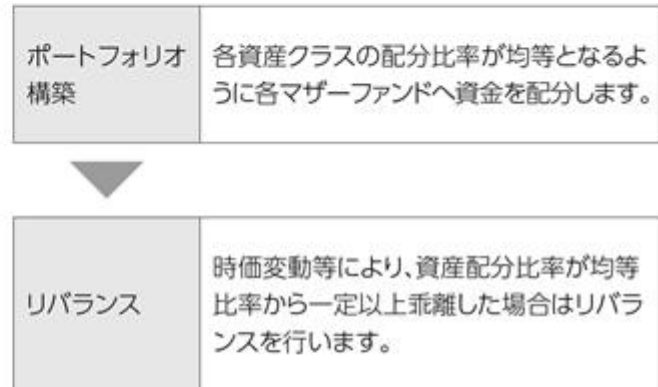 ポートフォリオ
構築
各資産クラスの配分比率が均等となるよ
うに各マザーファンドへ資金を配分します。
リバランス
時価変動等により、資産配分比率が均等
比率から一定以上乖離した場合はリバラ
ンスを行います。